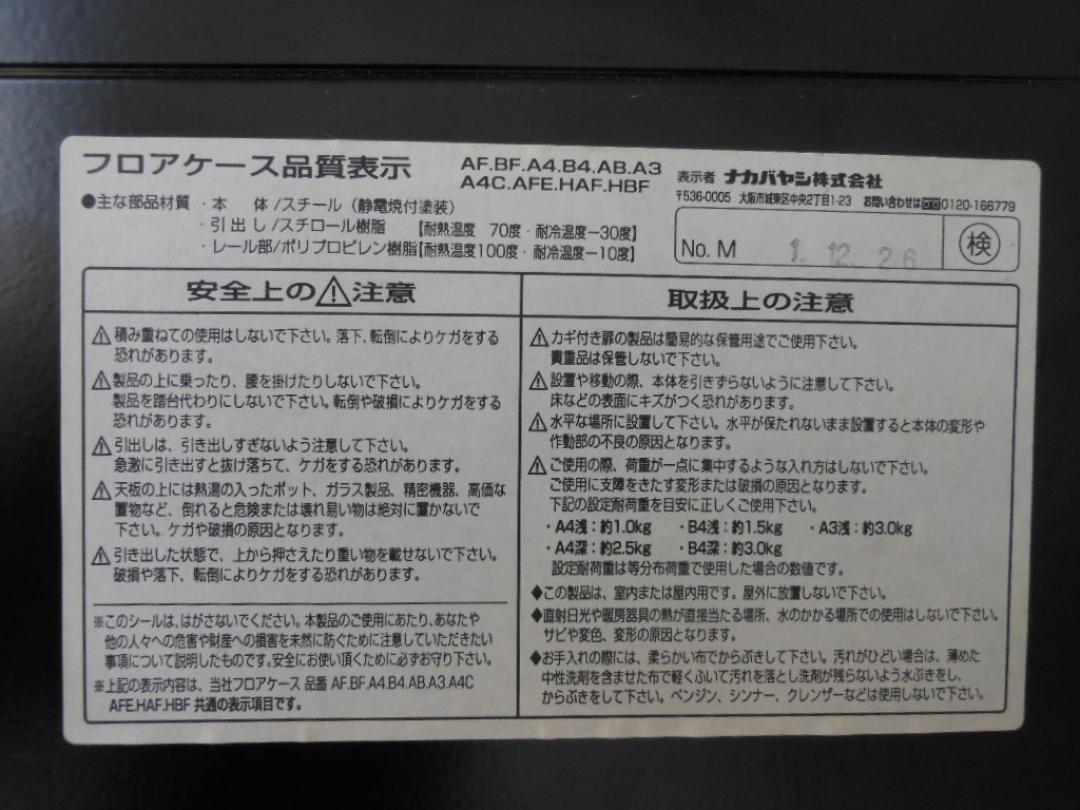 フロアケース品質表示
AF.BF.A4.B4.AB.A3
A4C.AFE.HAF.HBF
表示者 ナカバヤシ株式会社
〒536-0005 大阪市城東区中央2丁目1-23 お問い合わせは 0120-166779
●主な部品材質 ・本 体/スチール（静電焼付塗装）
・引出し/スチロール樹脂 【耐熱温度 70度・耐冷温度－30度】
・レール部/ポリプロピレン樹脂【耐熱温度100度・耐冷温度－10度】
No. M 1. 12. 26 検
安全上の⚠注意
⚠積み重ねての使用はしないで下さい。落下、転倒によりケガをする
恐れがあります。
⚠製品の上に乗ったり、腰を掛けたりしないで下さい。
製品を踏台代わりにしないで下さい。転倒や破損によりケガをする
恐れがあります。
⚠引出しは、引き出しすぎないよう注意して下さい。
急激に引き出すと抜け落ちて、ケガをする恐れがあります。
⚠天板の上には熱湯の入ったポット、ガラス製品、精密機器、高価な
置物など、倒れると危険または壊れ易い物は絶対に置かないで
下さい。ケガや破損の原因となります。
⚠引き出した状態で、上から押さえたり重い物を載せないで下さい。
破損や落下、転倒によりケガをする恐れがあります。
※このシールは、はがさないでください。本製品のご使用にあたり、あなたや
他の人々への危害や財産への損害を未然に防ぐために注意していただきたい
事項について説明したものです。安全にお使い頂くために必ずお守り下さい。
※上記の表示内容は、当社フロアケース 品番 AF.BF.A4.B4.AB.A3.A4C
AFE.HAF.HBF 共通の表示項目です。
取扱上の注意
⚠カギ付き扉の製品は簡易的な保管用途でご使用下さい。
貴重品は保管しないで下さい。
⚠設置や移動の際、本体を引きずらないように注意して下さい。
床などの表面にキズがつく恐れがあります。
⚠水平な場所に設置して下さい。水平が保たれないまま設置すると本体の変形や
作動部の不良の原因となります。
⚠ご使用の際、荷重が一点に集中するような入れ方はしないで下さい。
ご使用に支障をきたす変形または破損の原因となります。
下記の設定耐荷重を目安に正しくご使用下さい。
・A4浅：約1.0kg ・B4浅：約1.5kg ・A3浅：約3.0kg
・A4深：約2.5kg ・B4深：約3.0kg
設定耐荷重は等分布荷重で使用した場合の数値です。
◆この製品は、室内または屋内用です。屋外に放置しないで下さい。
◆直射日光や暖房器具の熱が直接当たる場所、水のかかる場所での使用はしないで下さい。
サビや変色、変形の原因となります。
◆お手入れの際には、柔らかい布でからぶきして下さい。汚れがひどい場合は、薄めた
中性洗剤を含ませた布で軽くふいて汚れを落とし洗剤が残らないよう水ぶきをし、
からぶきをして下さい。ベンジン、シンナー、クレンザーなどは使用しないで下さい。